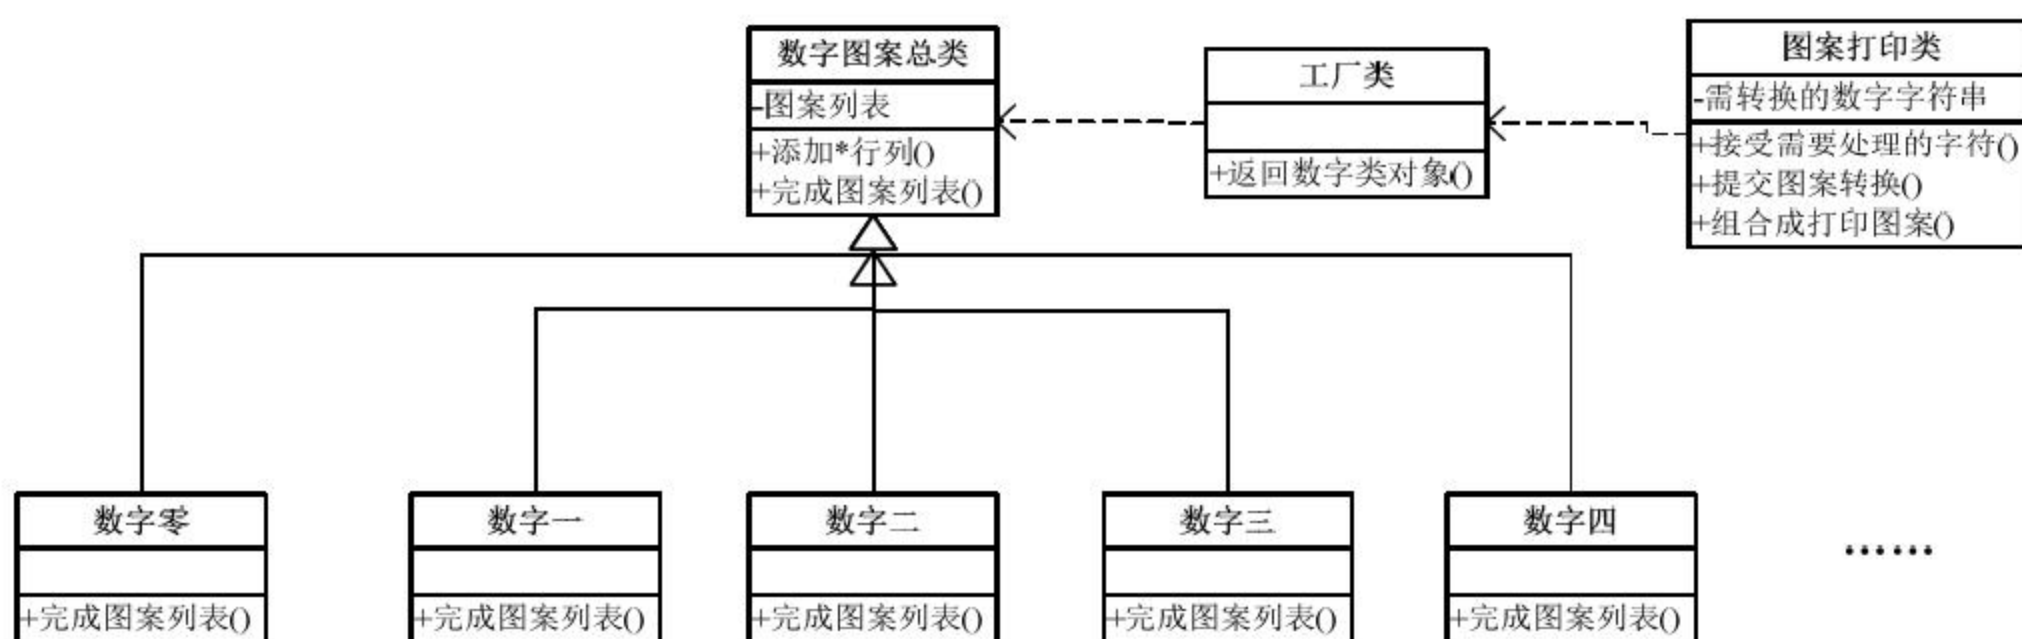 数字图案总类
-图案列表
+添加*行列()
+完成图案列表()
工厂类
+返回数字类对象()
图案打印类
-需转换的数字字符串
+接受需要处理的字符()
+提交图案转换()
+组合成打印图案()
数字零
+完成图案列表()
数字一
+完成图案列表()
数字二
+完成图案列表()
数字三
+完成图案列表()
数字四
+完成图案列表()
……